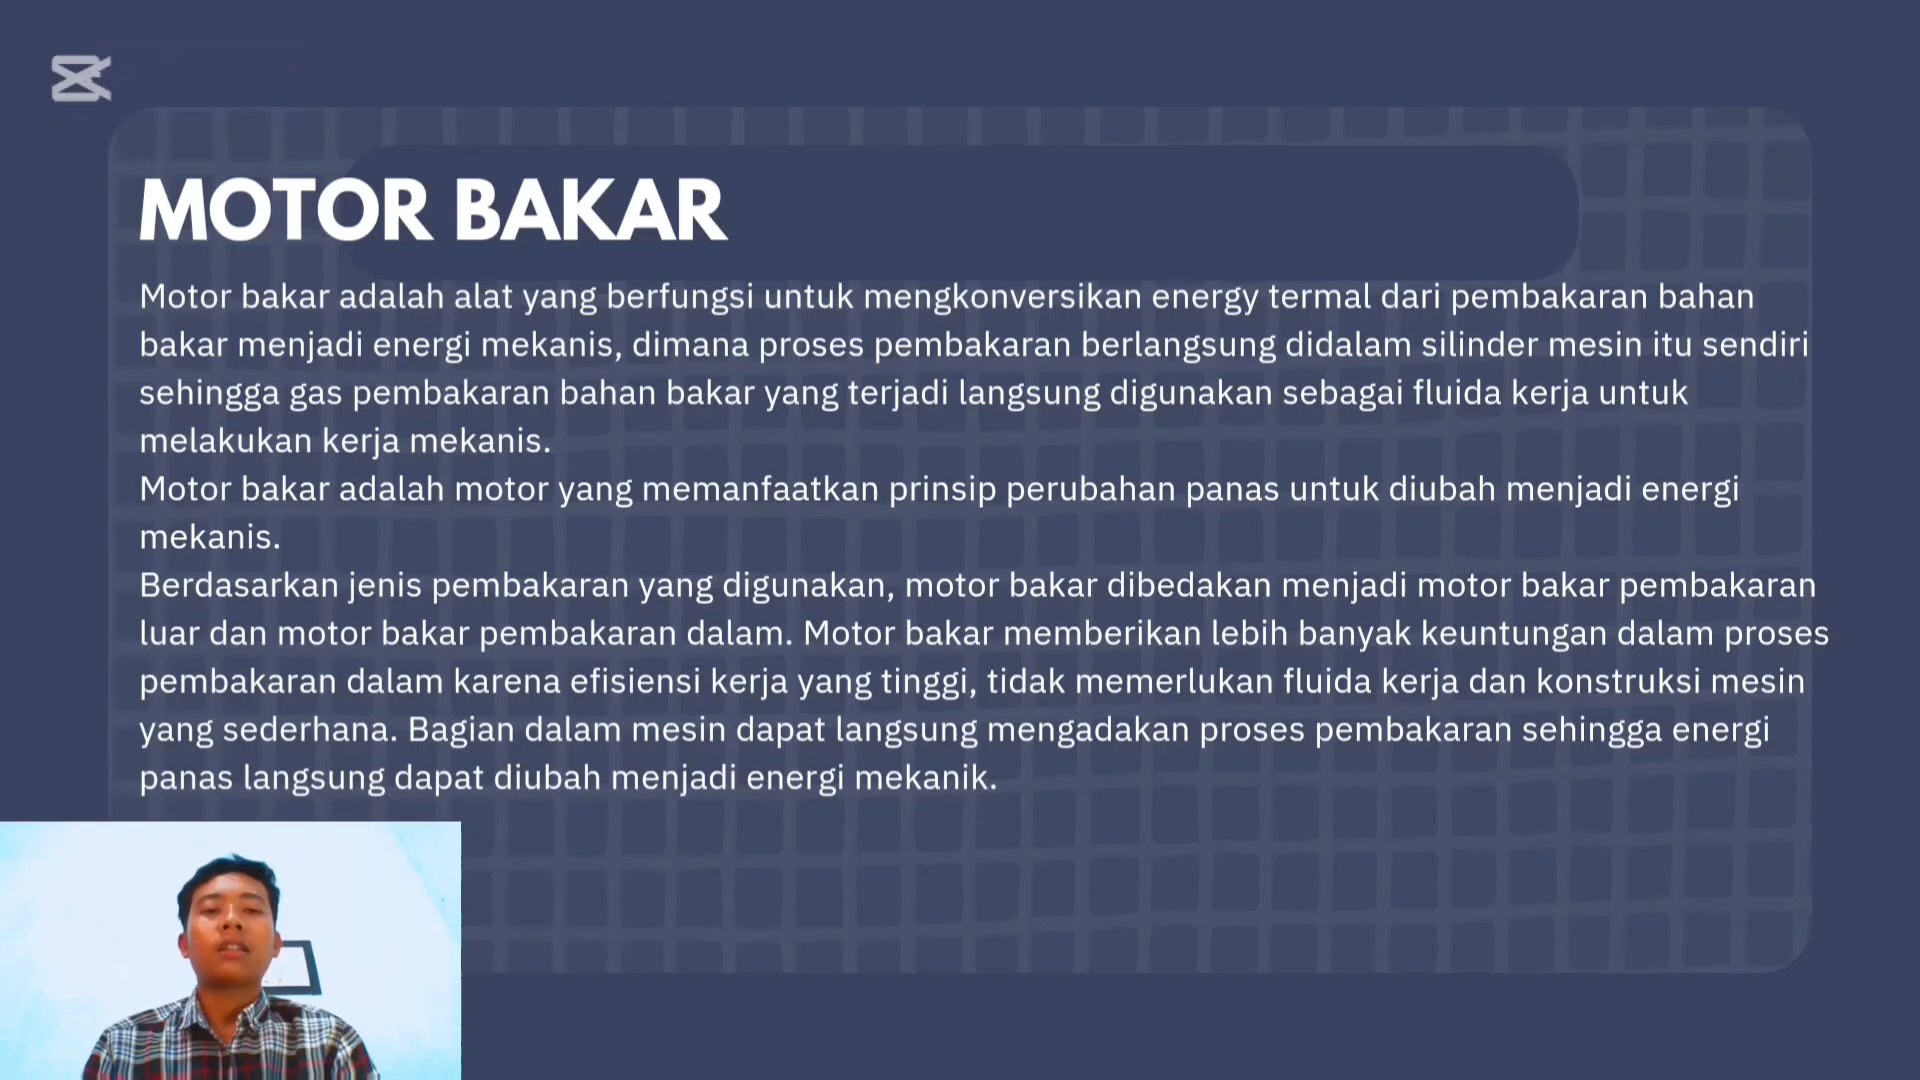 MOTOR BAKAR
Motor bakar adalah alat yang berfungsi untuk mengkonversikan energy termal dari pembakaran bahan
bakar menjadi energi mekanis, dimana proses pembakaran berlangsung didalam silinder mesin itu sendiri
sehingga gas pembakaran bahan bakar yang terjadi langsung digunakan sebagai fluida kerja untuk
melakukan kerja mekanis.
Motor bakar adalah motor yang memanfaatkan prinsip perubahan panas untuk diubah menjadi energi
mekanis.
Berdasarkan jenis pembakaran yang digunakan, motor bakar dibedakan menjadi motor bakar pembakaran
luar dan motor bakar pembakaran dalam. Motor bakar memberikan lebih banyak keuntungan dalam proses
pembakaran dalam karena efisiensi kerja yang tinggi, tidak memerlukan fluida kerja dan konstruksi mesin
yang sederhana. Bagian dalam mesin dapat langsung mengadakan proses pembakaran sehingga energi
panas langsung dapat diubah menjadi energi mekanik.